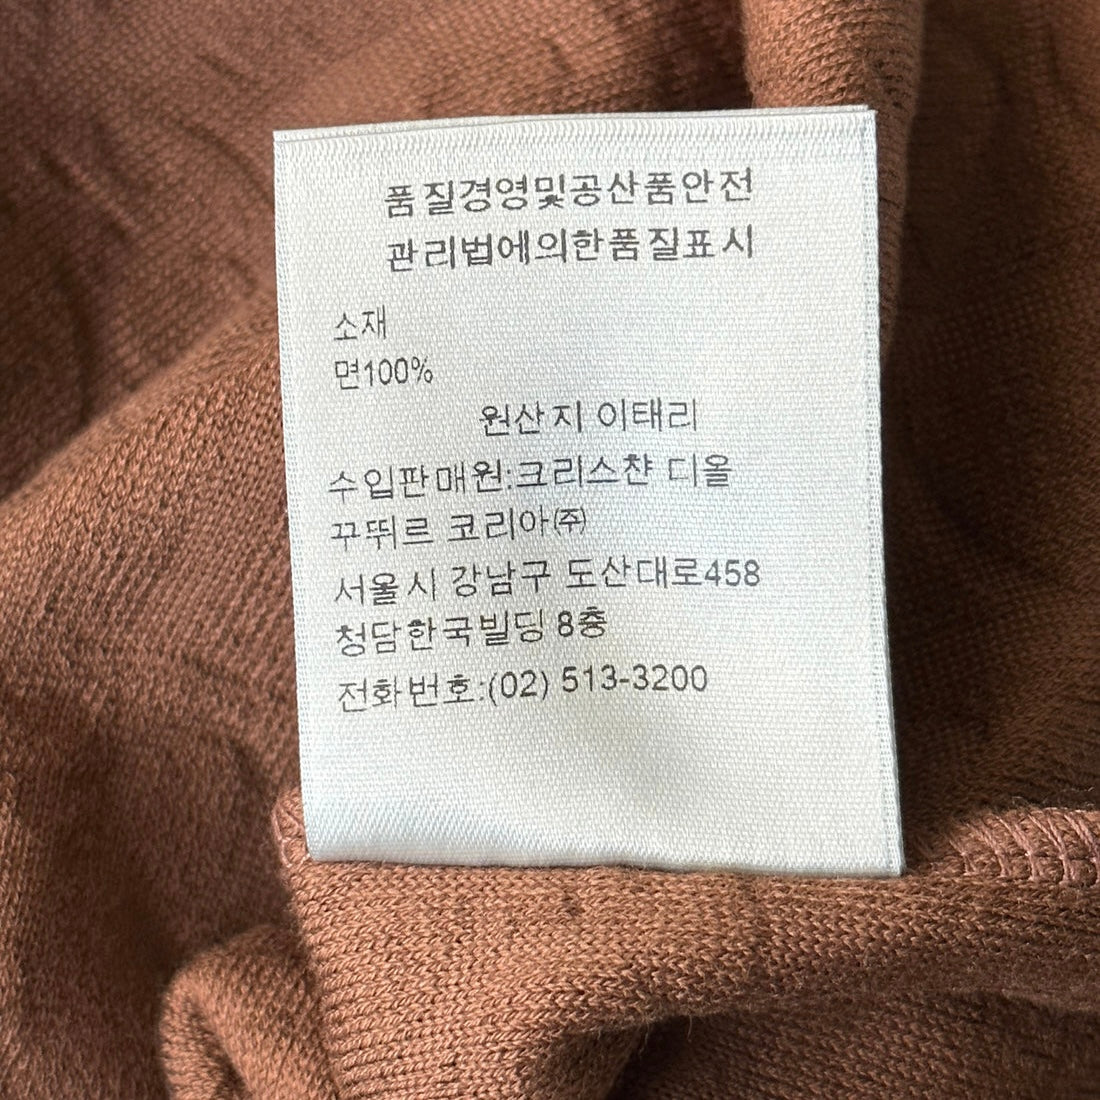 품질경영및공산품안전
관리법에의한품질표시
소재
면100%
원산지 이태리
수입판매원:크리스챤 디올
꾸뛰르 코리아㈜
서울시 강남구 도산대로458
청담한국빌딩 8층
전화번호:(02) 513-3200